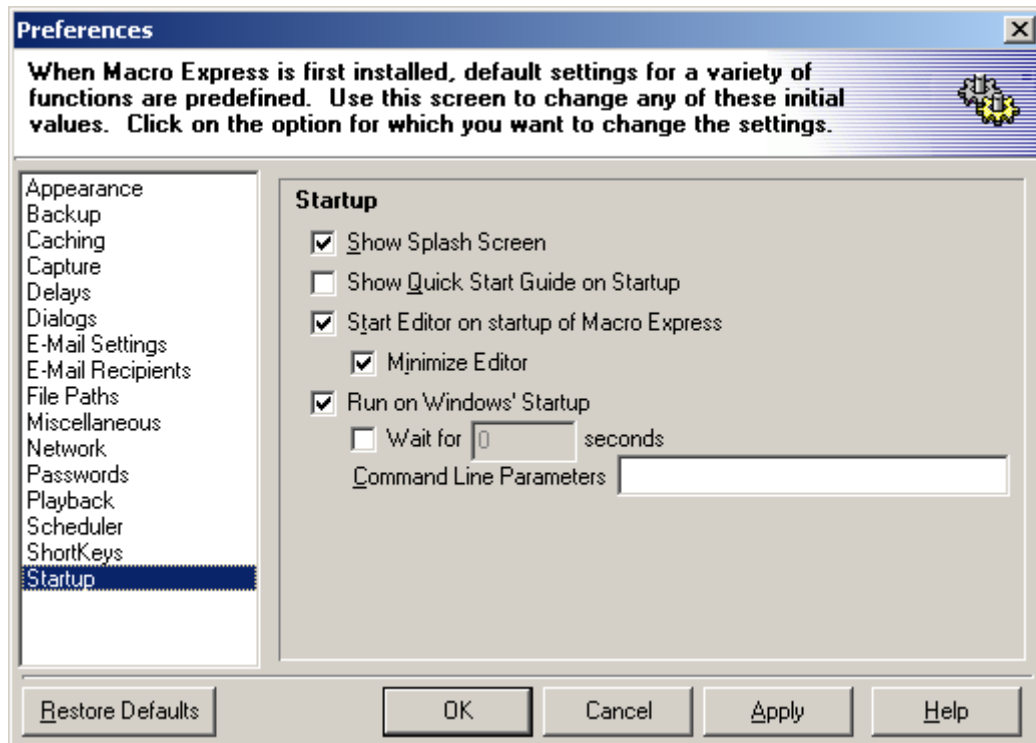 Preferences
When Macro Express is first installed, default settings for a variety of
functions are predefined.  Use this screen to change any of these initial
values.  Click on the option for which you want to change the settings.
Appearance
Backup
Caching
Capture
Delays
Dialogs
E-Mail Settings
E-Mail Recipients
File Paths
Miscellaneous
Network
Passwords
Playback
Scheduler
ShortKeys
Startup
Startup
Show Splash Screen
Show Quick Start Guide on Startup
Start Editor on startup of Macro Express
Minimize Editor
Run on Windows' Startup
Wait for 0 seconds
Command Line Parameters
Restore Defaults OK Cancel Apply Help